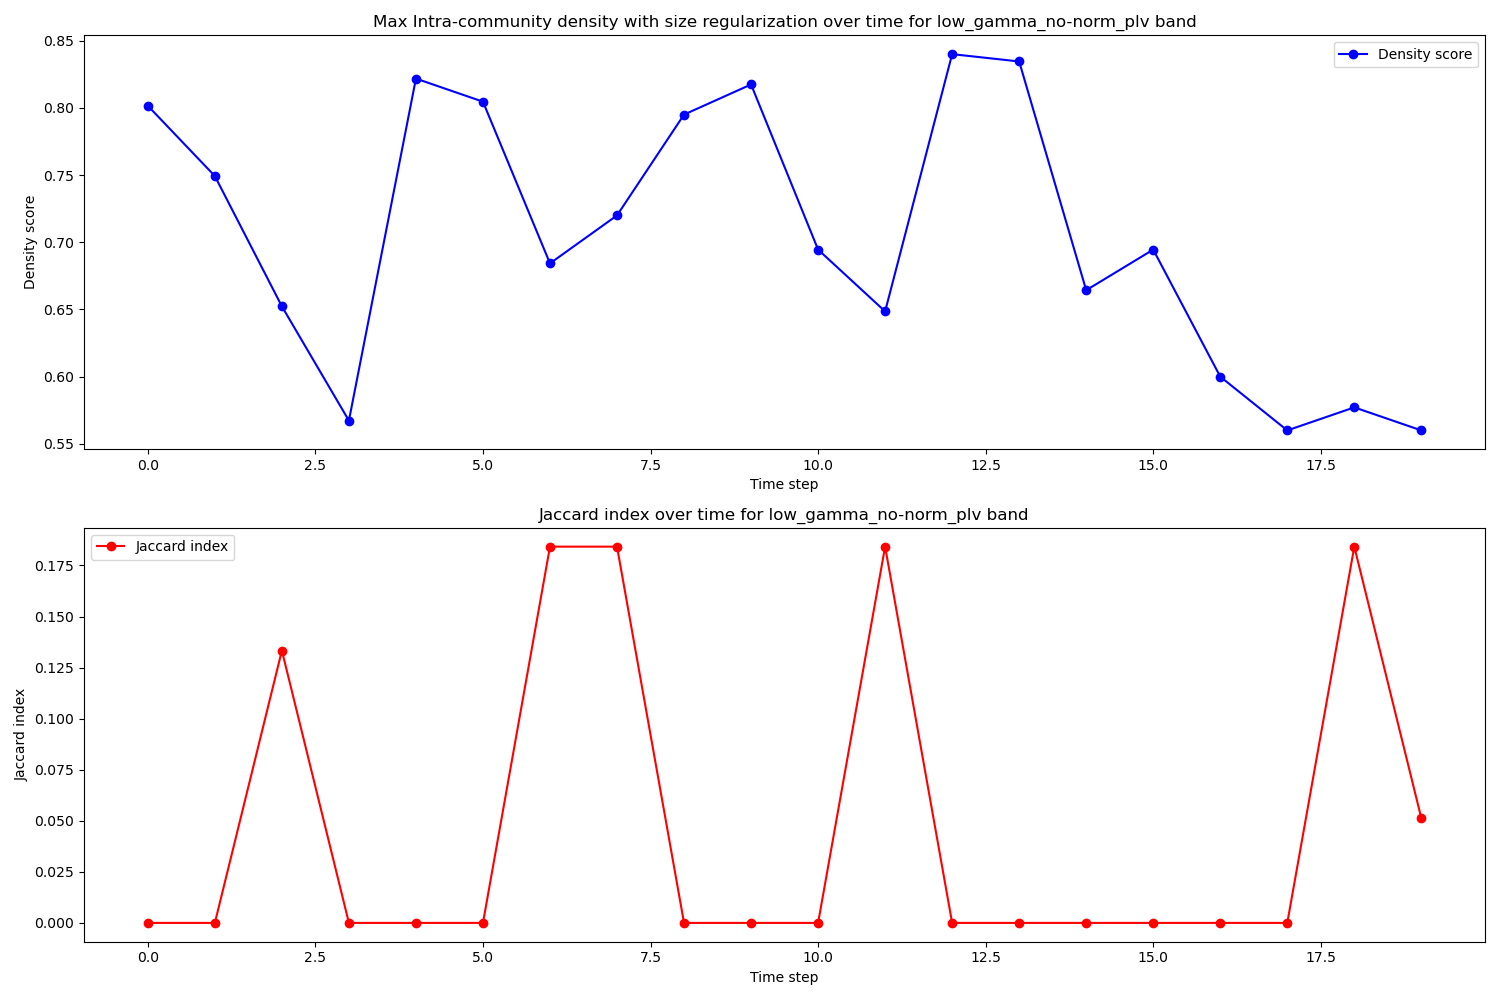 Max Intra-community density with size regularization over time for low_gamma_no-norm_plv band
Density score
0.85
0.80
0.75
0.70
0.65
0.60
0.55
Density score
0.0 2.5 5.0 7.5 10.0 12.5 15.0 17.5
Time step
Jaccard index over time for low_gamma_no-norm_plv band
Jaccard index
0.175
0.150
0.125
0.100
0.075
0.050
0.025
0.000
Jaccard index
0.0 2.5 5.0 7.5 10.0 12.5 15.0 17.5
Time step